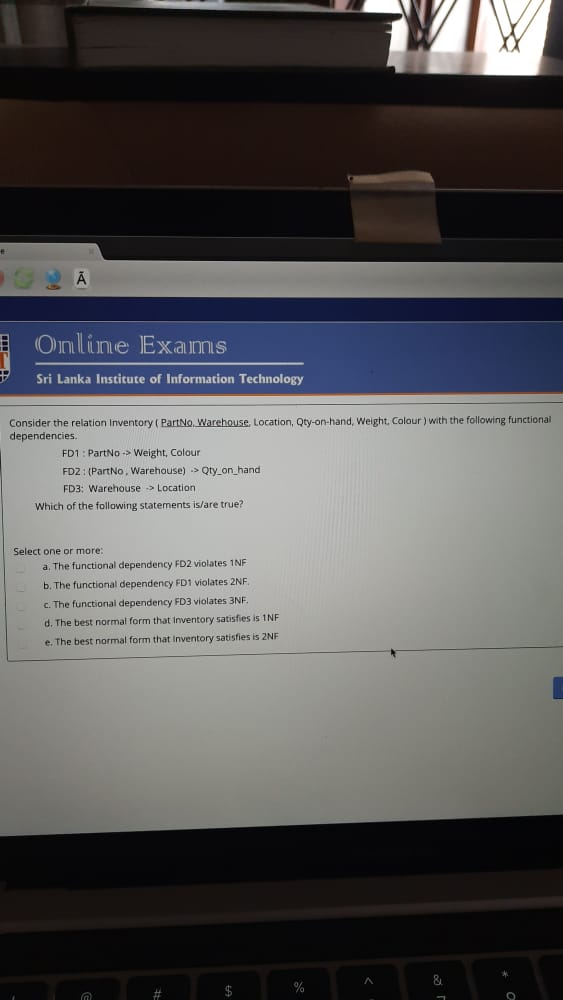 e ×
Ã
Online Exams
Sri Lanka Institute of Information Technology
Consider the relation Inventory ( PartNo, Warehouse, Location, Qty-on-hand, Weight, Colour ) with the following functional
dependencies.
FD1 : PartNo -> Weight, Colour
FD2 : (PartNo , Warehouse) -> Qty_on_hand
FD3: Warehouse -> Location
Which of the following statements is/are true?
Select one or more:
a. The functional dependency FD2 violates 1NF
b. The functional dependency FD1 violates 2NF.
c. The functional dependency FD3 violates 3NF.
d. The best normal form that Inventory satisfies is 1NF
e. The best normal form that Inventory satisfies is 2NF
@ # $ % ^ & *